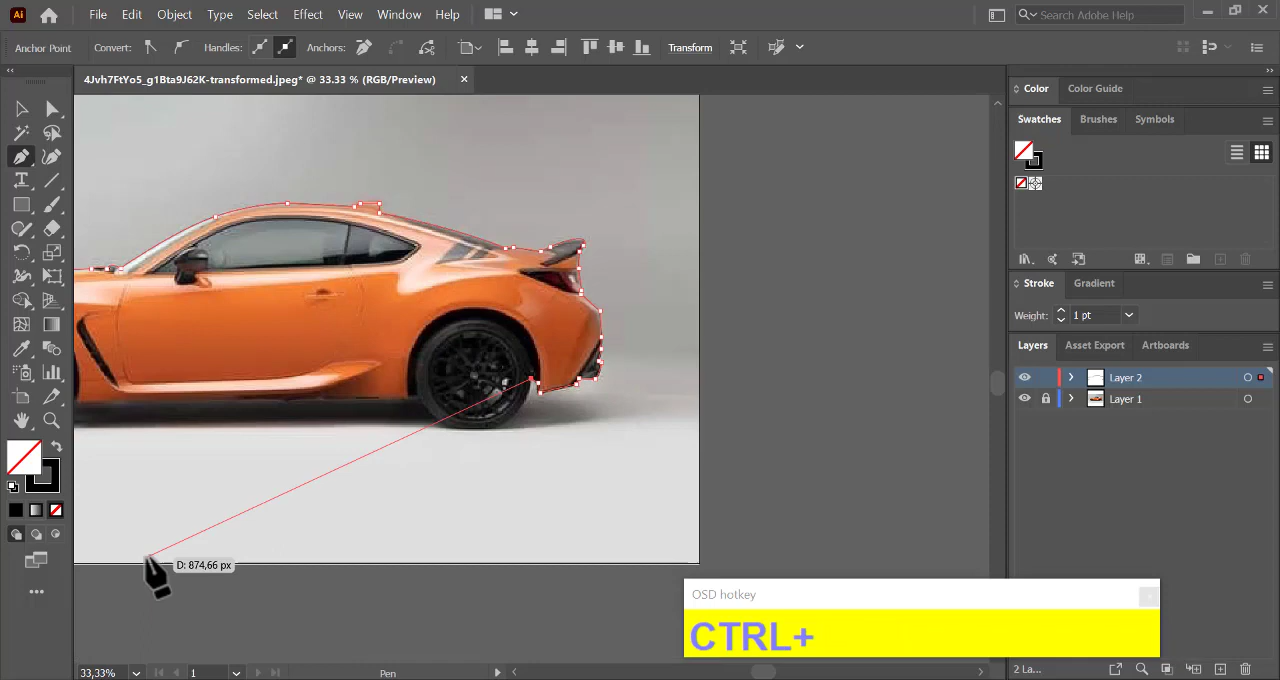 Ai File Edit Object Type Select Effect View Window Help Search Adobe Help
Anchor Point Convert: Handles: Anchors: Transform
4Jvh7FtYo5_g1Bta9J62K-transformed.jpeg* @ 33.33 % (RGB/Preview)
Color Color Guide
Swatches Brushes Symbols
Stroke Gradient
Weight: 1 pt
Layers Asset Export Artboards
Layer 2
Layer 1
D: 874,66 px
OSD hotkey
CTRL+
33,33% 1 Pen 2 La...